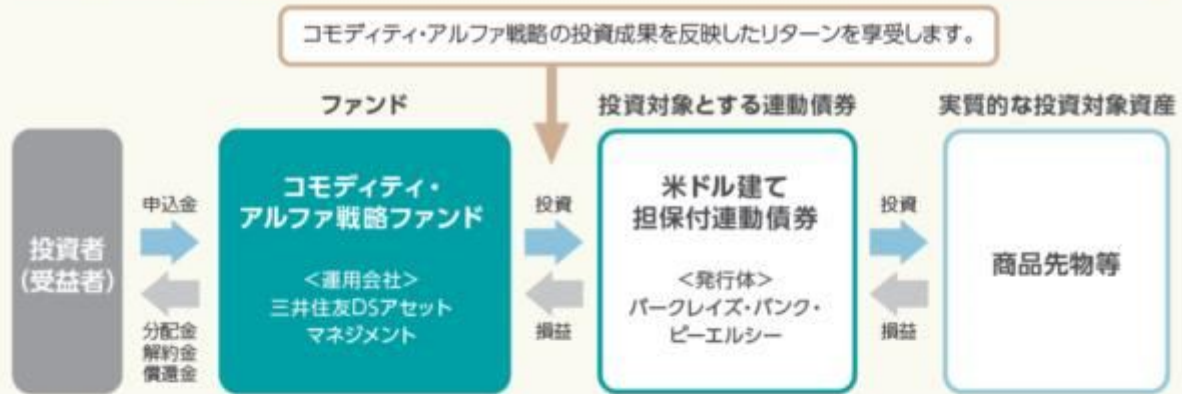 コモディティ・アルファ戦略の投資成果を反映したリターンを享受します。
ファンド
投資対象とする連動債券
実質的な投資対象資産
投資者
(受益者)
申込金
分配金
解約金
償還金
コモディティ・
アルファ戦略ファンド
<運用会社>
三井住友DSアセット
マネジメント
投資
損益
米ドル建て
担保付連動債券
<発行体>
バークレイズ・バンク・
ピーエルシー
投資
損益
商品先物等